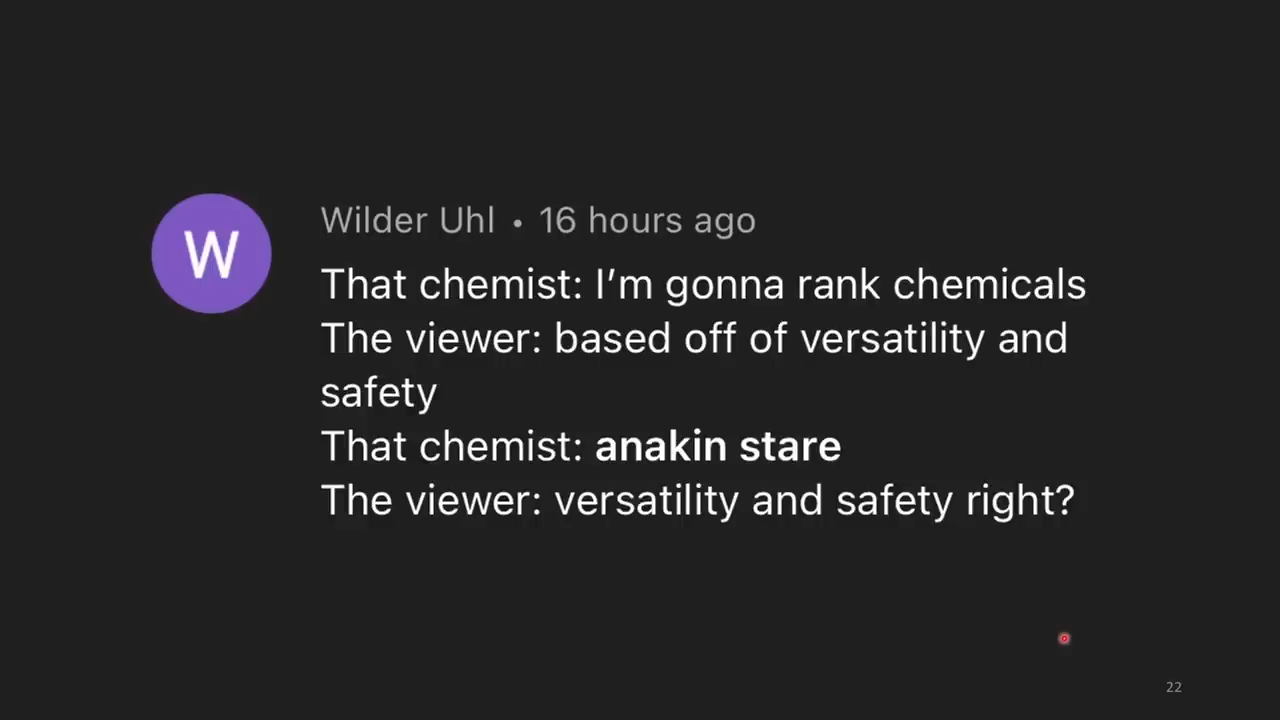 W
Wilder Uhl • 16 hours ago
That chemist: I’m gonna rank chemicals
The viewer: based off of versatility and
safety
That chemist: anakin stare
The viewer: versatility and safety right?
22